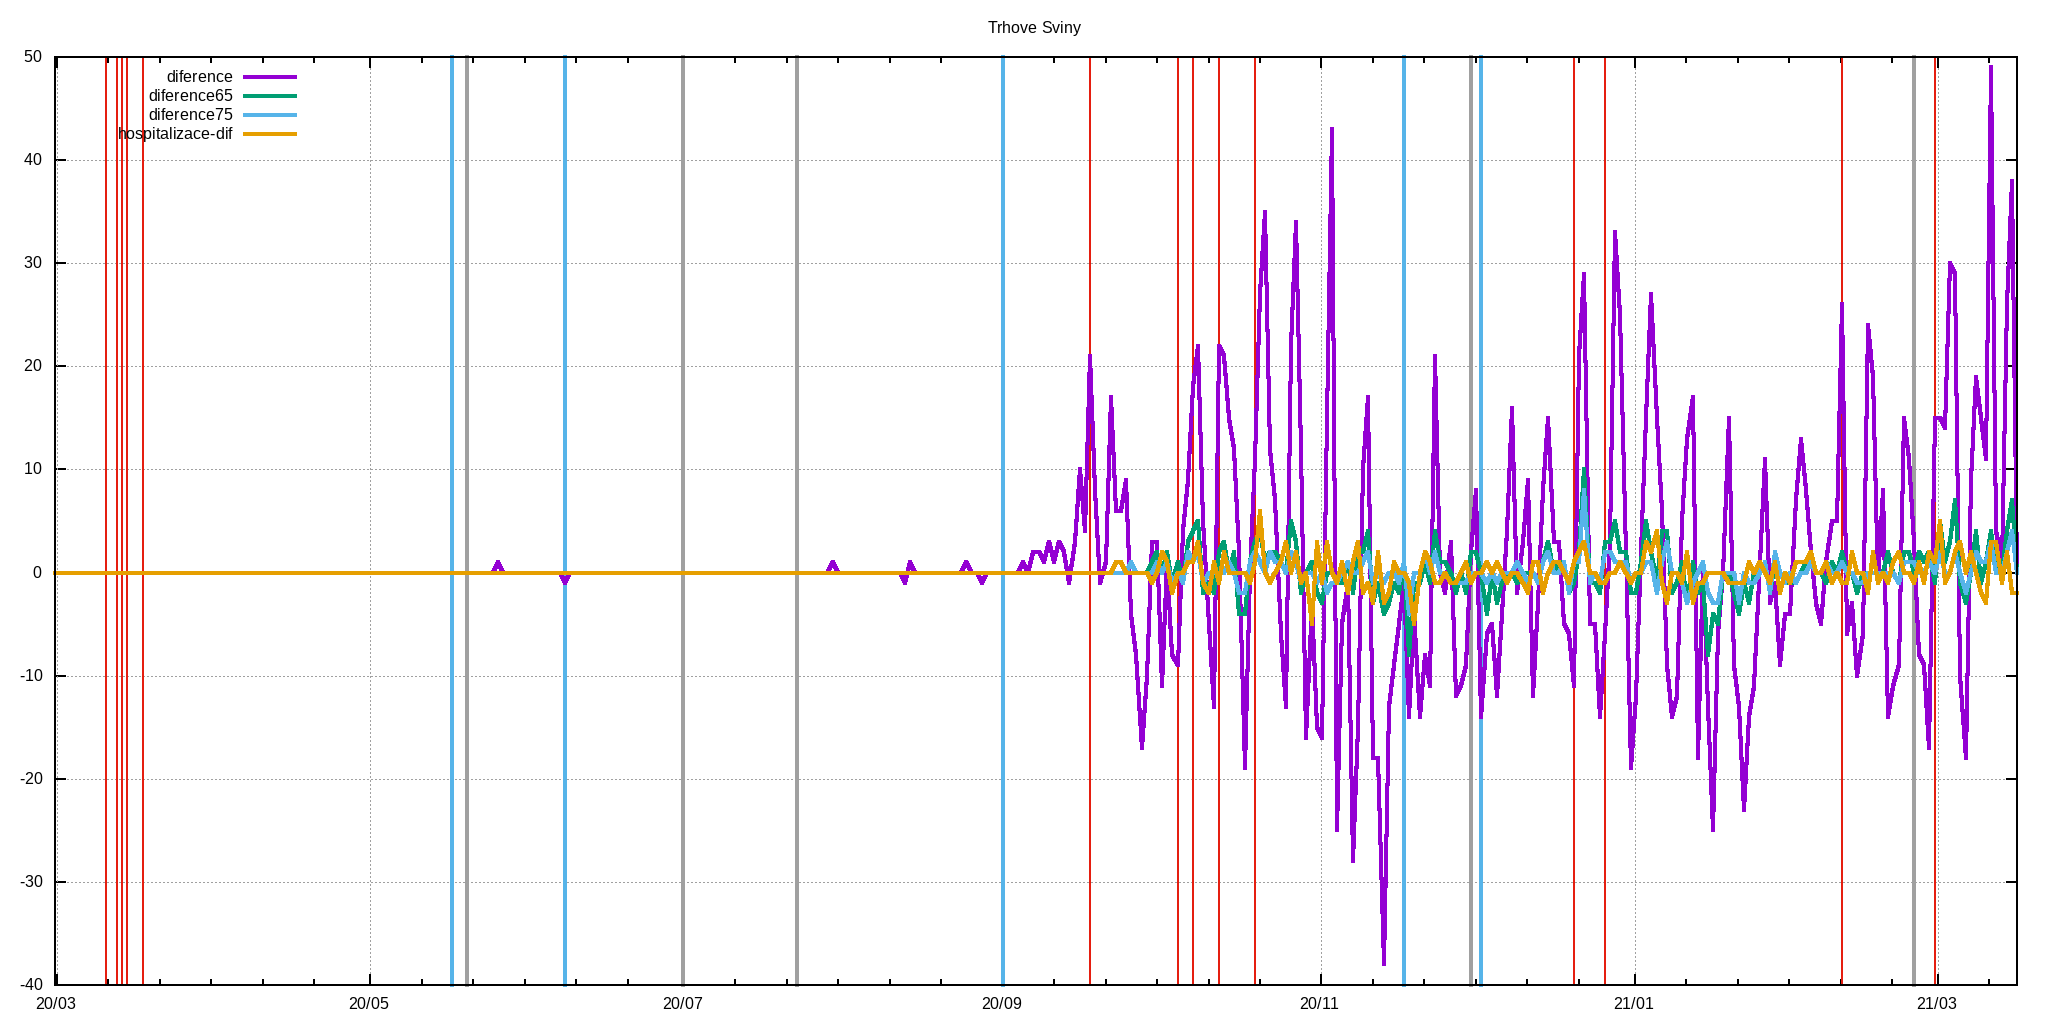 Trhove Sviny
50
diference
diference65
diference75
hospitalizace-dif
40
30
20
10
0
-10
-20
-30
-40
20/03 20/05 20/07 20/09 20/11 21/01 21/03